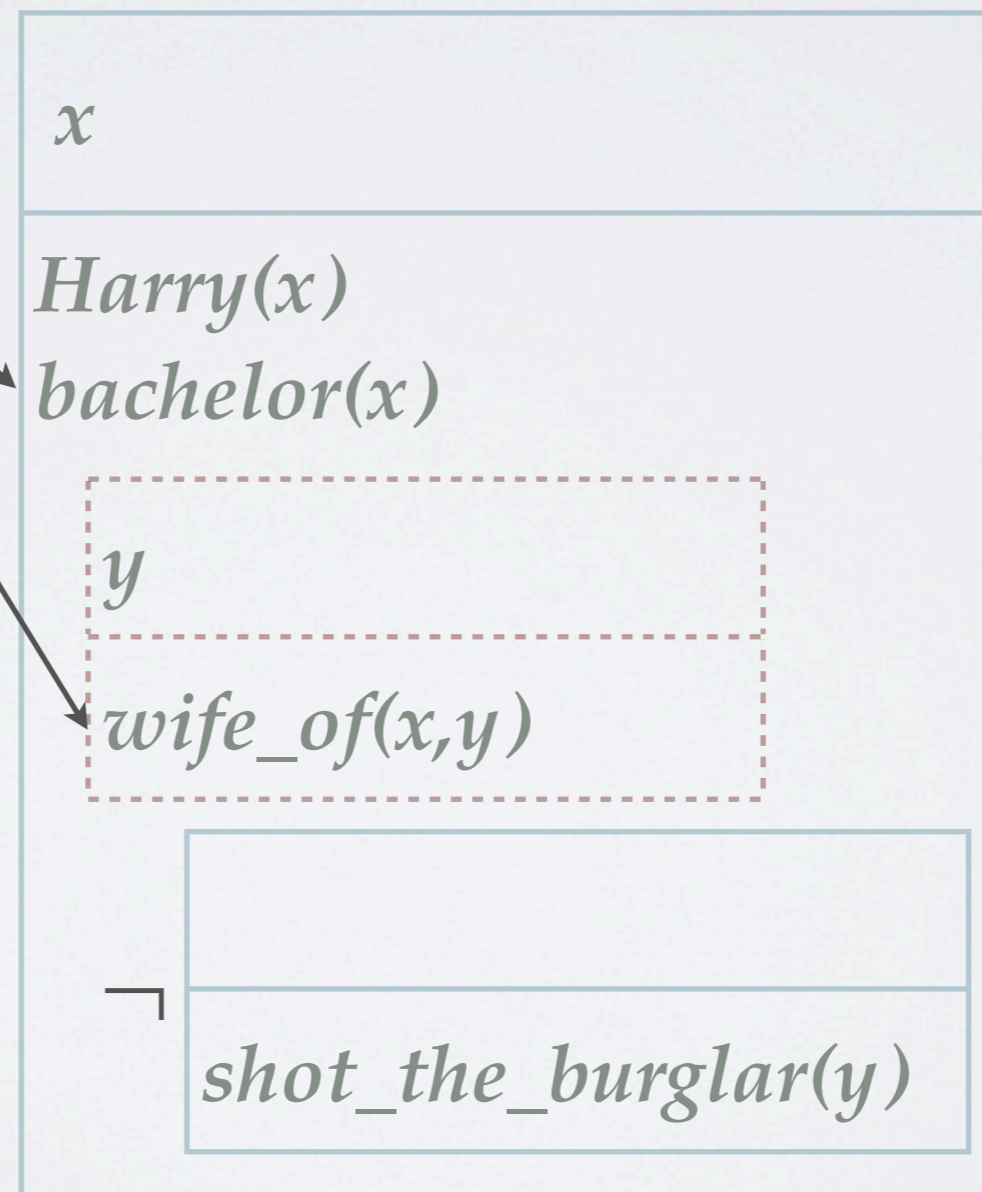 x
Harry(x)
bachelor(x)
y
wife_of(x,y)
¬
shot_the_burglar(y)